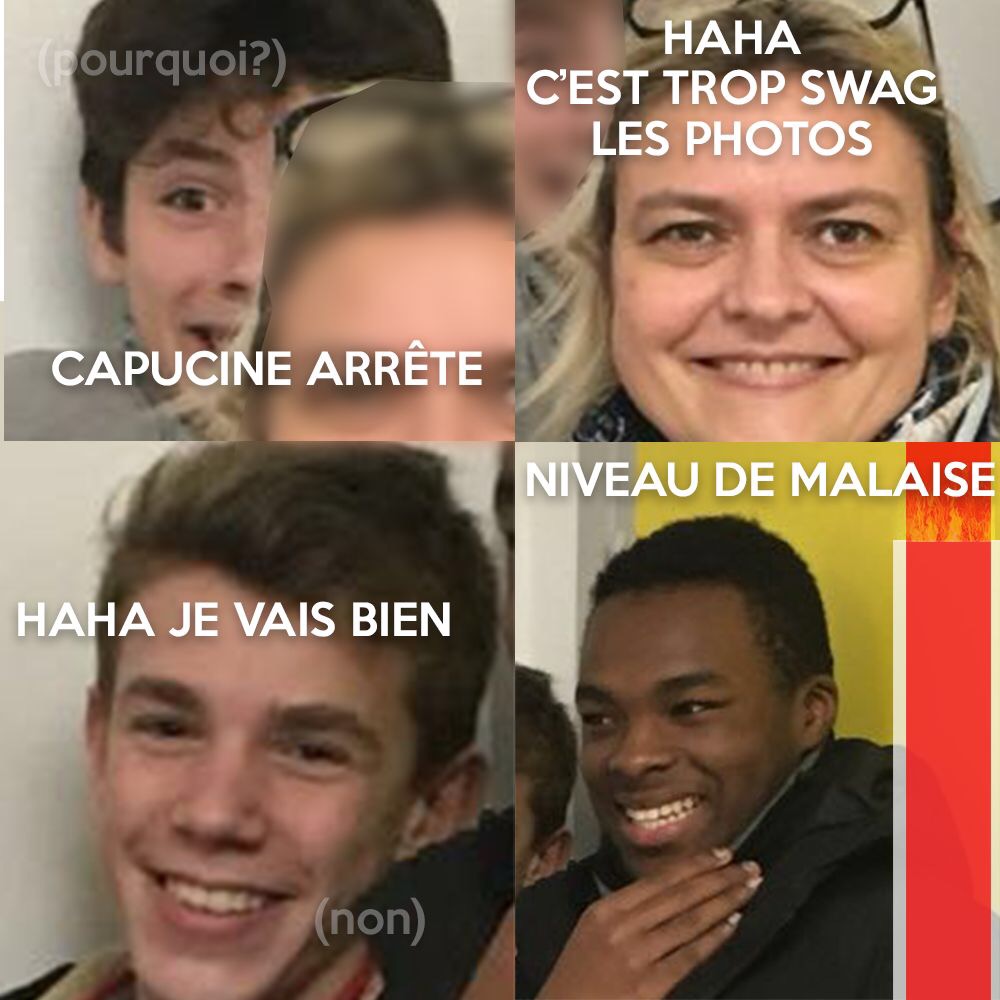 (pourquoi?)
CAPUCINE ARRÊTE
HAHA
C'EST TROP SWAG
LES PHOTOS
HAHA JE VAIS BIEN
(non)
NIVEAU DE MALAISE